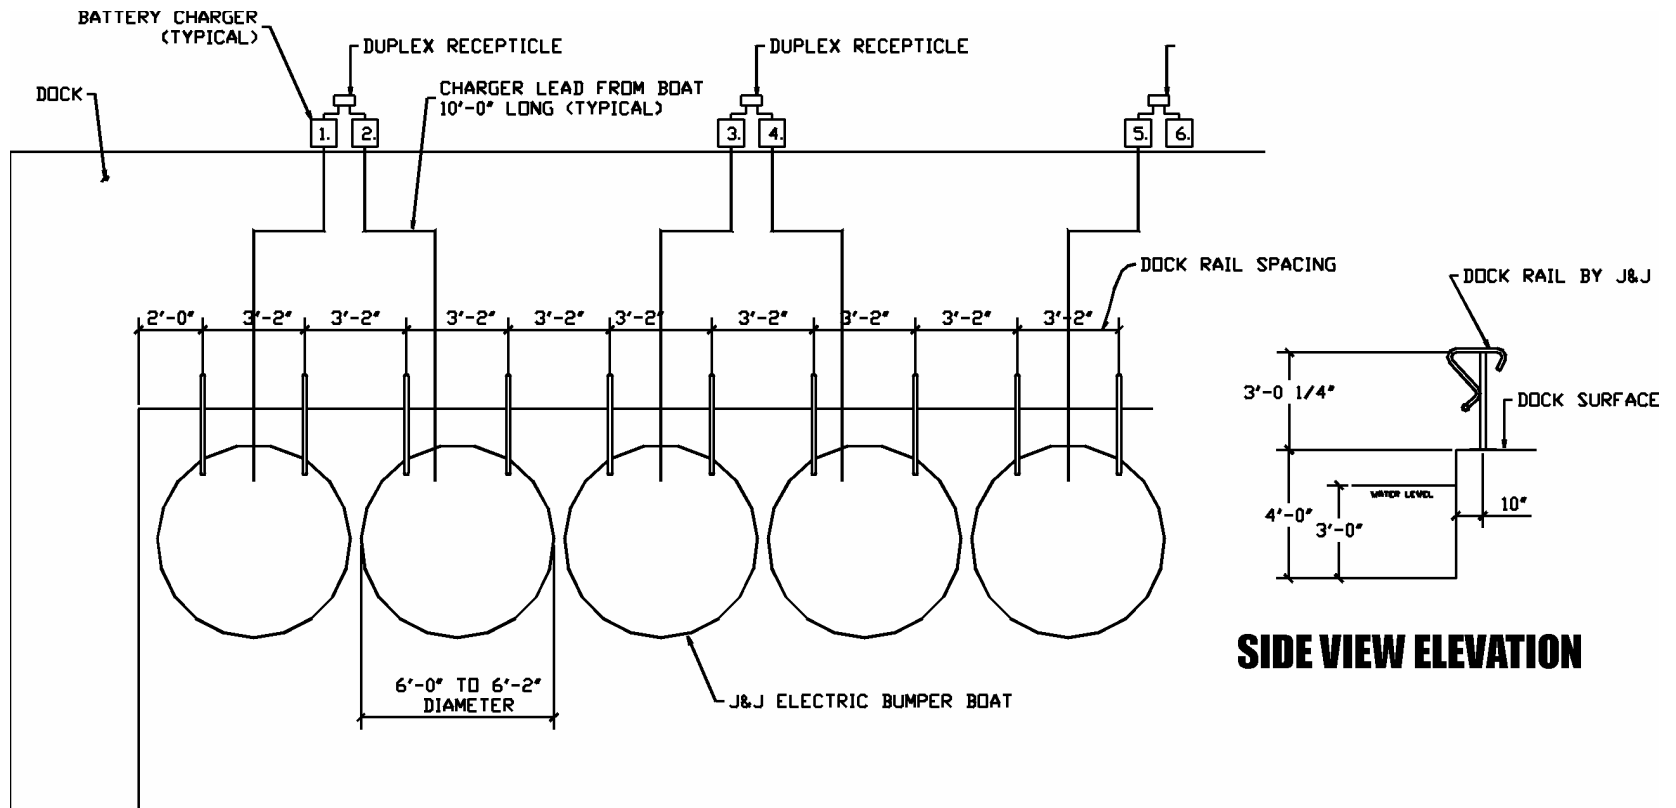 BATTERY CHARGER
(TYPICAL)
DUPLEX RECEPTICLE
DUPLEX RECEPTICLE
DOCK
CHARGER LEAD FROM BOAT
10'-0" LONG (TYPICAL)
1. 2. 3. 4. 5. 6.
DOCK RAIL SPACING
DOCK RAIL BY J&J
2'-0" 3'-2" 3'-2" 3'-2" 3'-2" 3'-2" 3'-2" 3'-2" 3'-2" 3'-2"
3'-0 1/4"
DOCK SURFACE
WATER LEVEL
10"
4'-0"
3'-0"
SIDE VIEW ELEVATION
6'-0" TO 6'-2"
DIAMETER
J&J ELECTRIC BUMPER BOAT